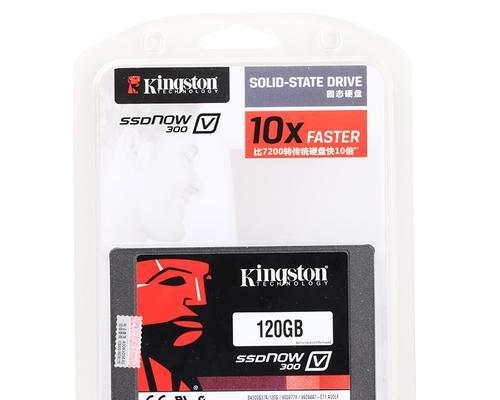 Kingston
TECHNOLOGY
SSDNOW V
300
SOLID-STATE DRIVE
固态硬盘
10x FASTER
比7200转传统硬盘快10倍*¹
Kingston
TECHNOLOGY
120GB
SSDNOW V
300